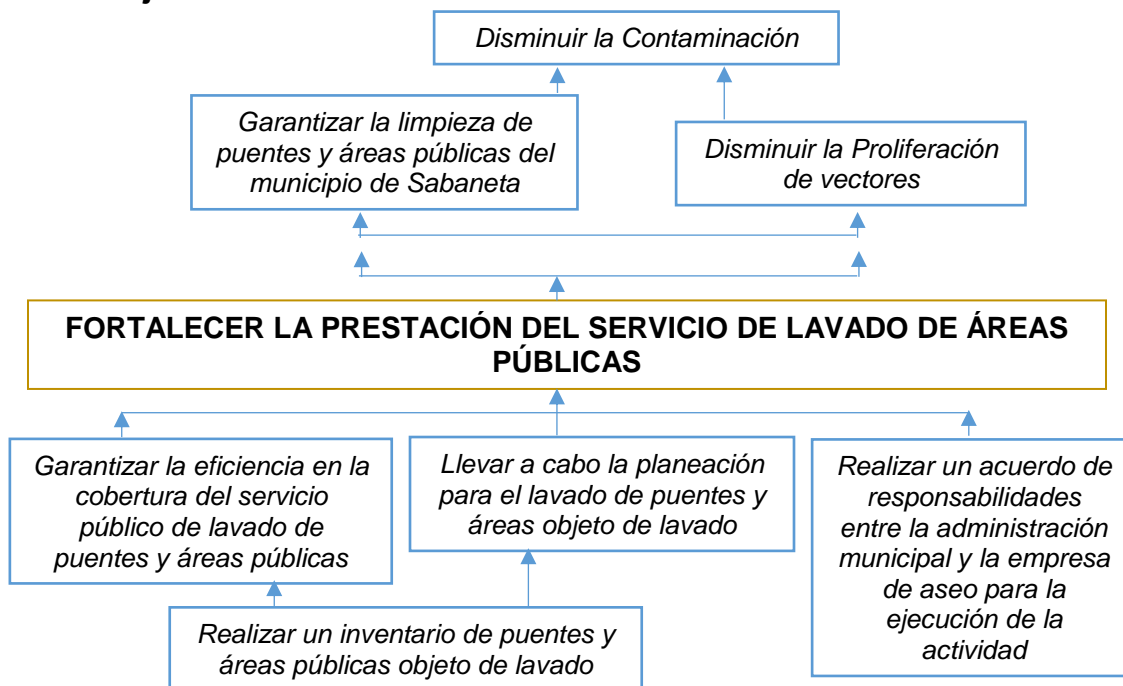 Disminuir la Contaminación
Garantizar la limpieza de
puentes y áreas públicas del
municipio de Sabaneta
Disminuir la Proliferación
de vectores
FORTALECER LA PRESTACIÓN DEL SERVICIO DE LAVADO DE ÁREAS
PÚBLICAS
Garantizar la eficiencia en la
cobertura del servicio
público de lavado de
puentes y áreas públicas
Llevar a cabo la planeación
para el lavado de puentes y
áreas objeto de lavado
Realizar un acuerdo de
responsabilidades
entre la administración
municipal y la empresa
de aseo para la
ejecución de la
actividad
Realizar un inventario de puentes y
áreas públicas objeto de lavado